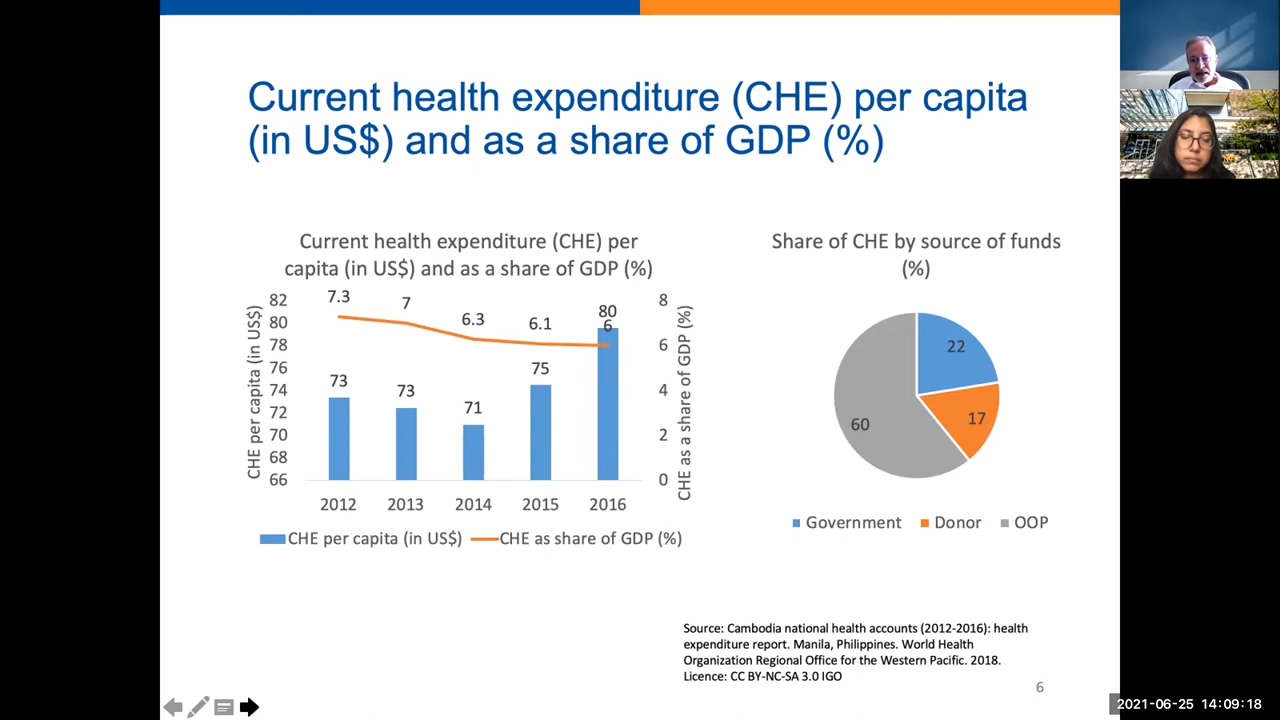 Current health expenditure (CHE) per capita
(in US$) and as a share of GDP (%)
Current health expenditure (CHE) per
capita (in US$) and as a share of GDP (%)
CHE per capita (in US$)
82
80
78
76
74
72
70
68
66
7.3
7
6.3
6.1
6
73
73
71
75
80
8
6
4
2
0
CHE as a share of GDP (%)
2012 2013 2014 2015 2016
CHE per capita (in US$) CHE as share of GDP (%)
Share of CHE by source of funds
(%)
22
17
60
Government Donor OOP
Source: Cambodia national health accounts (2012-2016): health
expenditure report. Manila, Philippines. World Health
Organization Regional Office for the Western Pacific. 2018.
Licence: CC BY-NC-SA 3.0 IGO
6
2021-06-25 14:09:18